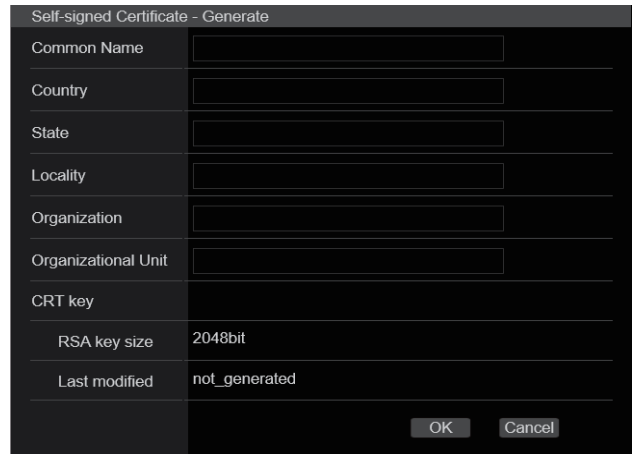 Self-signed Certificate - Generate
Common Name
Country
State
Locality
Organization
Organizational Unit
CRT key
RSA key size 2048bit
Last modified not_generated
OK Cancel